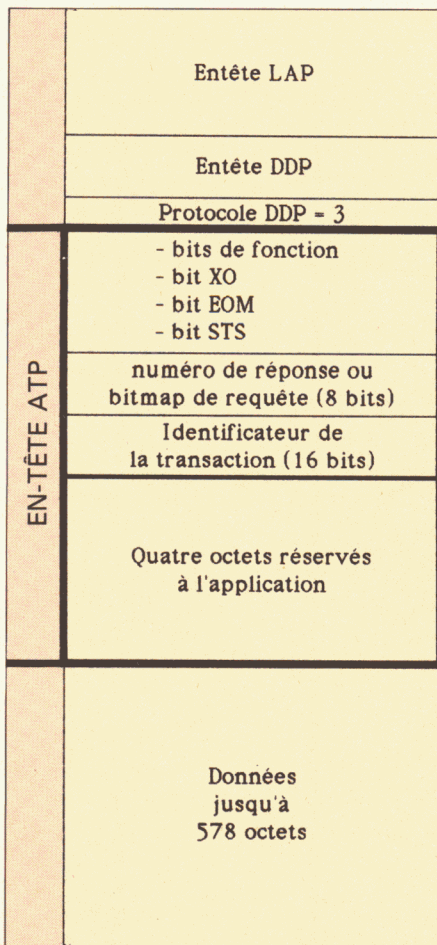 Entête LAP
Entête DDP
Protocole DDP = 3
EN-TÊTE ATP
- bits de fonction
- bit XO
- bit EOM
- bit STS
numéro de réponse ou
bitmap de requête (8 bits)
Identificateur de
la transaction (16 bits)
Quatre octets réservés
à l'application
Données
jusqu'à
578 octets